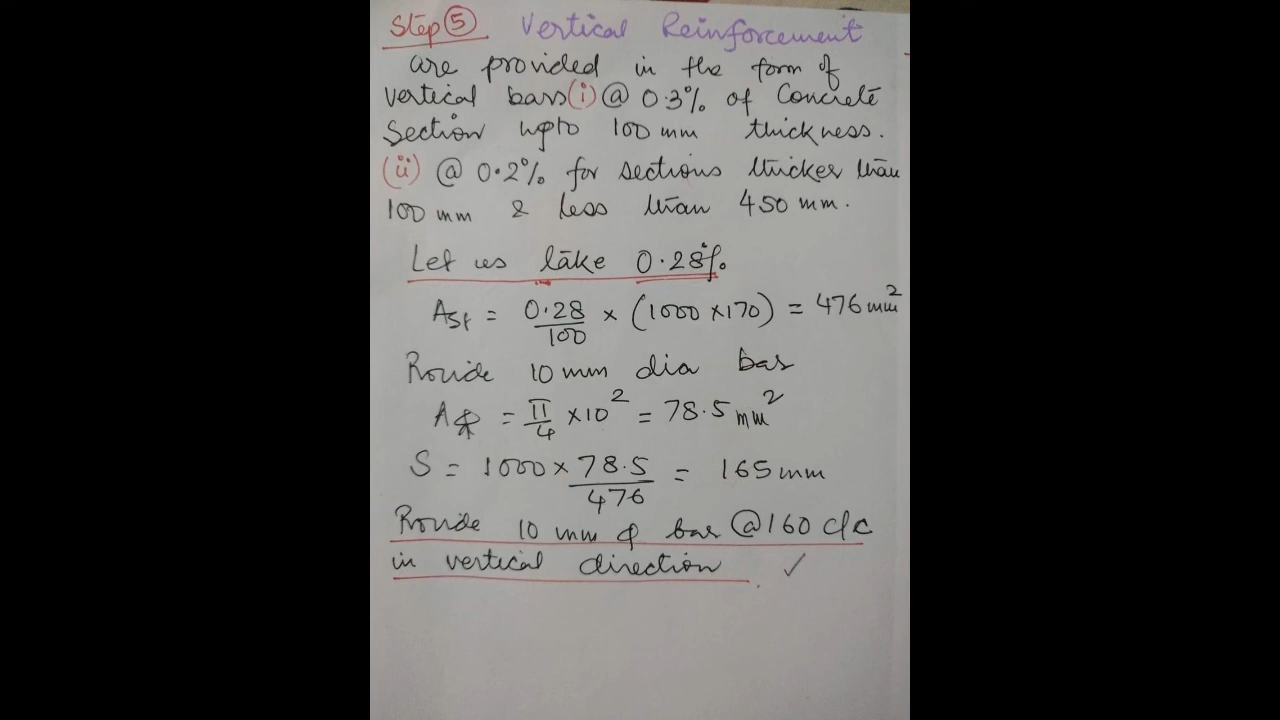 Step ⑤ Vertical Reinforcement
are provided in the form of
vertical bars (i) @ 0.3% of Concrete
Section upto 100 mm thickness.
(ii) @ 0.2% for sections thicker than
100 mm & less than 450 mm.
Let us take 0.28%
Ast = 0.28/100 × (1000 × 170) = 476 mm²
Provide 10 mm dia bar
Aϕ = π/4 × 10² = 78.5 mm²
S = 1000 × 78.5/476 = 165 mm
Provide 10 mm ϕ bar @ 160 c/c
in vertical direction ✓